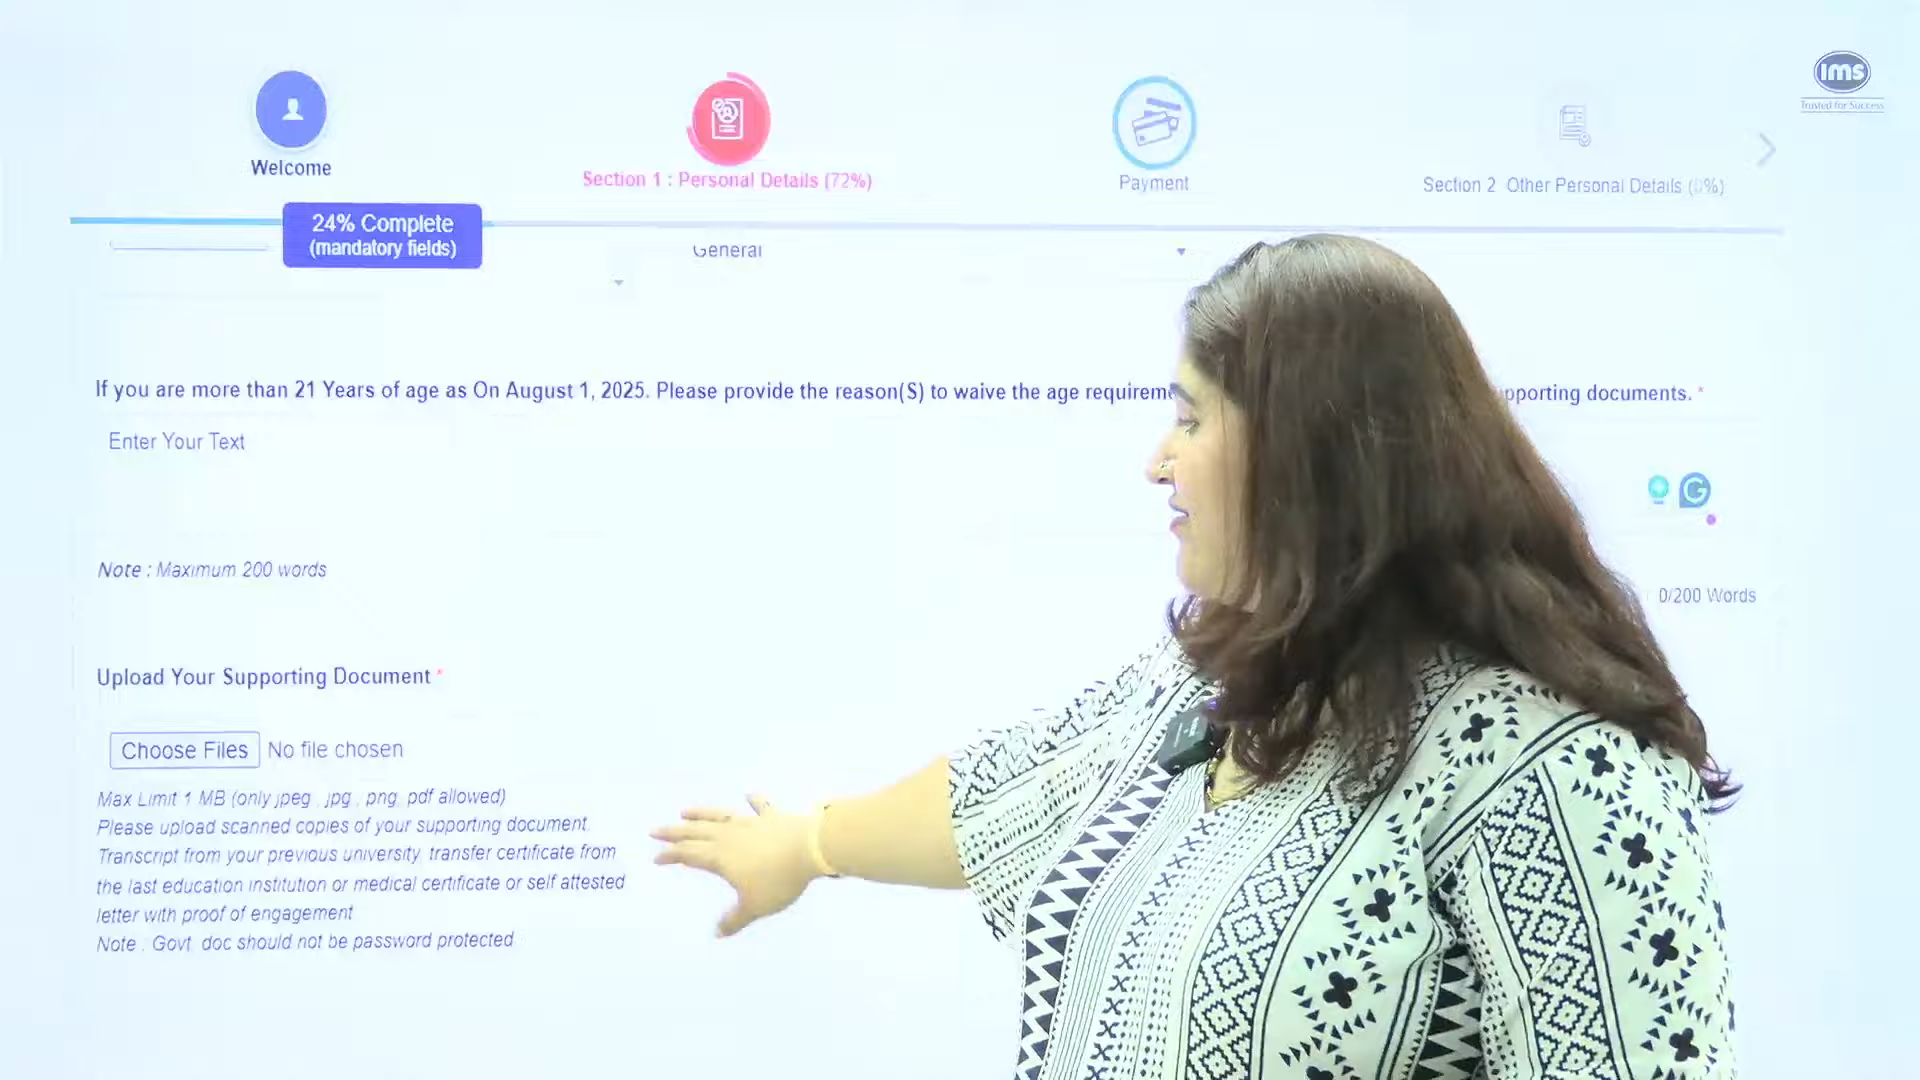 ims
Trusted for Success
Welcome
Section 1 : Personal Details (72%)
Payment
Section 2 Other Personal Details (0%)
24% Complete
(mandatory fields)
General
If you are more than 21 Years of age as On August 1, 2025. Please provide the reason(S) to waive the age requirem
pporting documents. *
Enter Your Text
G
Note : Maximum 200 words
0/200 Words
Upload Your Supporting Document *
Choose Files No file chosen
Max Limit 1 MB (only jpeg , jpg , png, pdf allowed)
Please upload scanned copies of your supporting document.
Transcript from your previous university, transfer certificate from
the last education institution or medical certificate or self attested
letter with proof of engagement
Note : Govt. doc should not be password protected